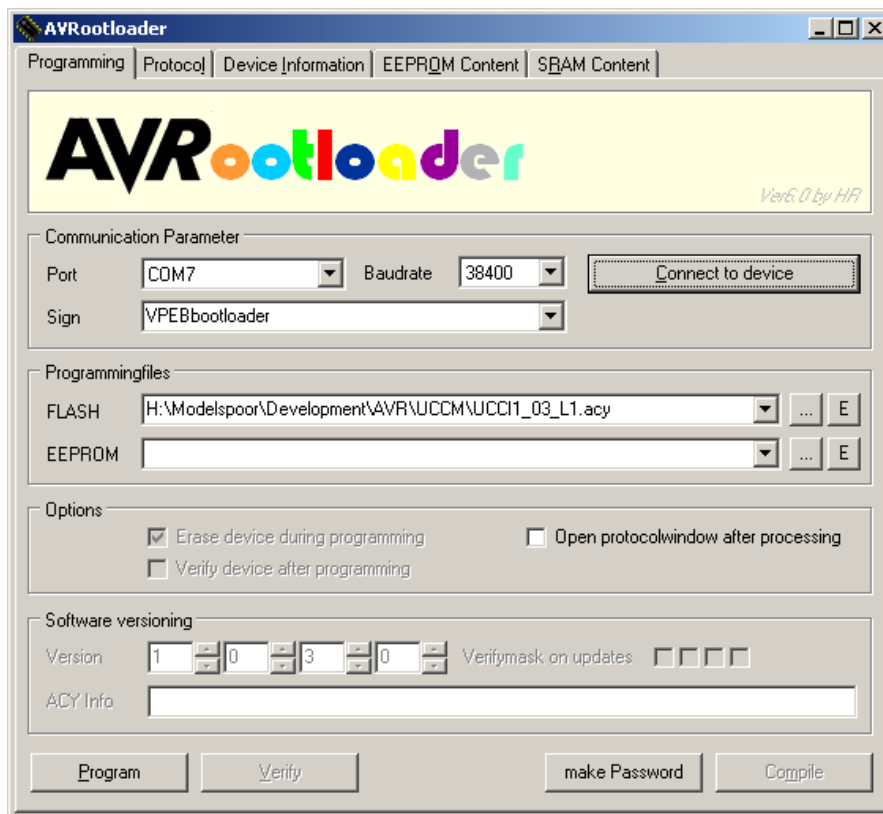 AVRootloader
Programming Protocol Device Information EEPROM Content SRAM Content
AVRootloader
Ver6.0 by HR
Communication Parameter
Port COM7 Baudrate 38400 Connect to device
Sign VPEBbootloader
Programmingfiles
FLASH H:\Modelspoor\Development\AVR\UCCM\UCCI1_03_L1.acy ... E
EEPROM ... E
Options
Erase device during programming Open protocolwindow after processing
Verify device after programming
Software versioning
Version 1 0 3 0 Verifymask on updates
ACY Info
Program Verify make Password Compile